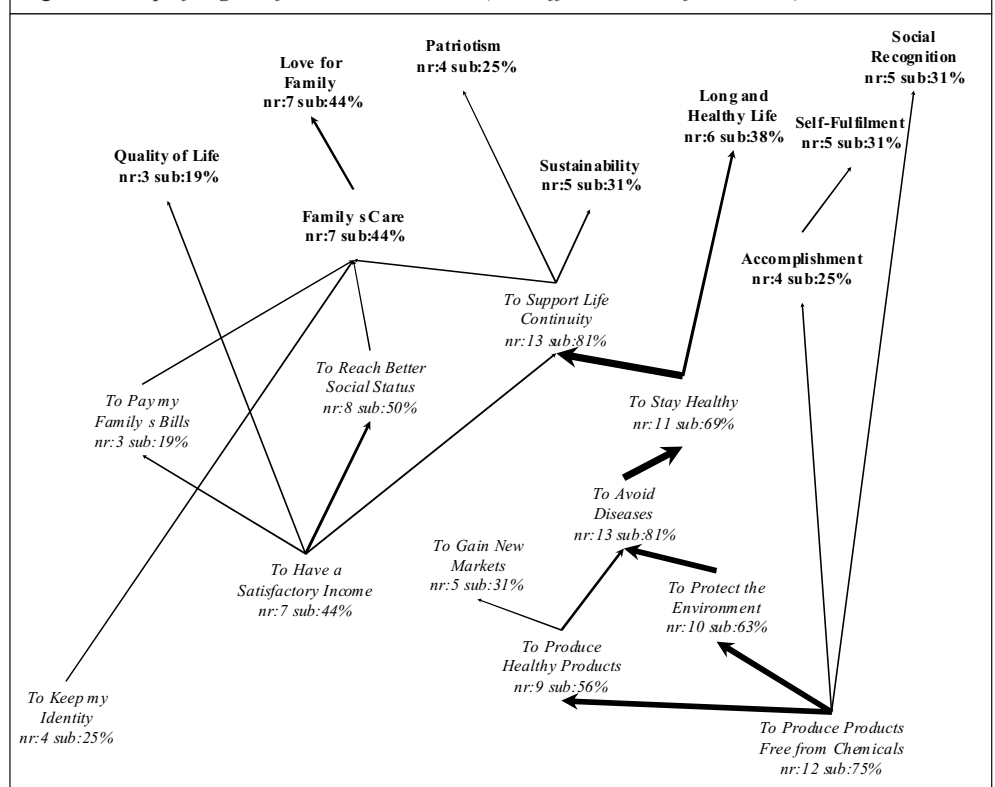 Social
Recognition
nr:5 sub:31%
Patriotism
nr:4 sub:25%
Love for
Family
nr:7 sub:44%
Long and
Healthy Life
nr:6 sub:38%
Self-Fulfilment
nr:5 sub:31%
Quality of Life
nr:3 sub:19%
Sustainability
nr:5 sub:31%
Family s Care
nr:7 sub:44%
Accomplishment
nr:4 sub:25%
To Support Life
Continuity
nr:13 sub:81%
To Reach Better
Social Status
nr:8 sub:50%
To Pay my
Family s Bills
nr:3 sub:19%
To Stay Healthy
nr:11 sub:69%
To Avoid
Diseases
nr:13 sub:81%
To Gain New
Markets
nr:5 sub:31%
To Have a
Satisfactory Income
nr:7 sub:44%
To Protect the
Environment
nr:10 sub:63%
To Produce
Healthy Products
nr:9 sub:56%
To Keep my
Identity
nr:4 sub:25%
To Produce Products
Free from Chemicals
nr:12 sub:75%